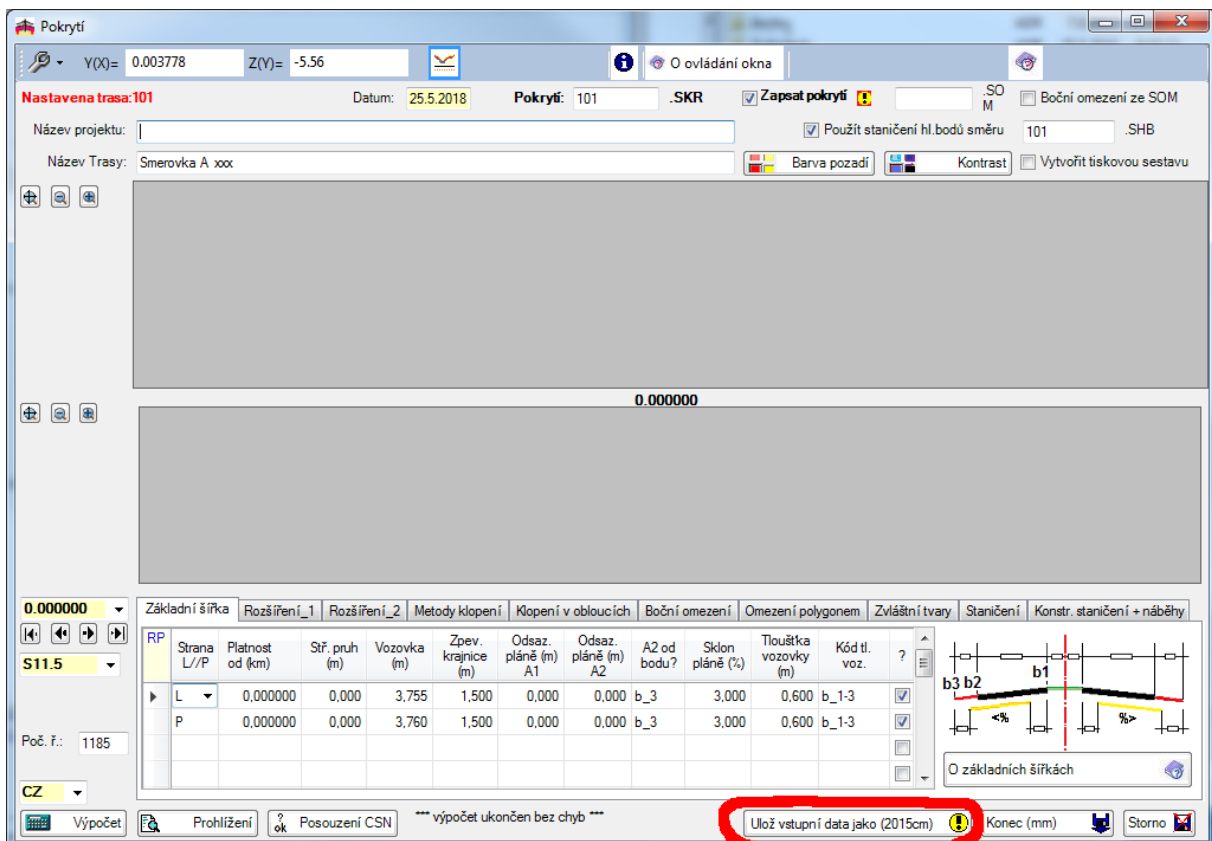 Pokrytí
Y(X)= 0.003778 Z(Y)= -5.56 O ovládání okna
Nastavena trasa:101 Datum: 25.5.2018 Pokrytí: 101 .SKR Zapsat pokrytí .SO M Boční omezení ze SOM
Název projektu: Použít staničení hl.bodů směru 101 .SHB
Název Trasy: Smerovka A xxx Barva pozadí Kontrast Vytvořit tiskovou sestavu
0.000000
0.000000 Základní šířka Rozšíření_1 Rozšíření_2 Metody klopení Klopení v obloucích Boční omezení Omezení polygonem Zvláštní tvary Staničení Konstr. staničení + náběhy
RP Strana L//P Platnost od (km) Stř. pruh (m) Vozovka (m) Zpev. krajnice (m) Odsaz. pláně (m) A1 Odsaz. pláně (m) A2 A2 od bodu? Sklon pláně (%) Tlouštka vozovky (m) Kód tl. voz. ?
S11.5
L 0,000000 0,000 3,755 1,500 0,000 0,000 b_3 3,000 0,600 b_1-3
P 0,000000 0,000 3,760 1,500 0,000 0,000 b_3 3,000 0,600 b_1-3
b3 b2 b1
<% %>
Poč. ř.: 1185
O základních šířkách
CZ
Výpočet Prohlížení ? ok Posouzení CSN *** výpočet ukončen bez chyb *** Ulož vstupní data jako (2015cm) Konec (mm) Storno